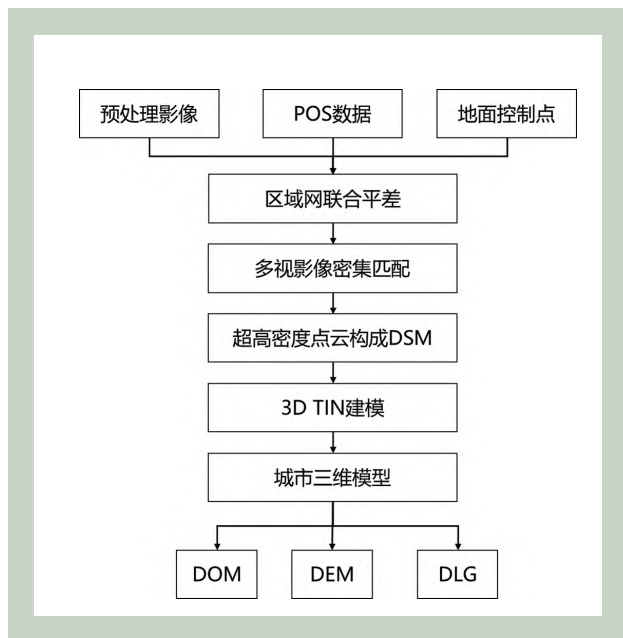 预处理影像
POS数据
地面控制点
区域网联合平差
多视影像密集匹配
超高密度点云构成DSM
3D TIN建模
城市三维模型
DOM
DEM
DLG